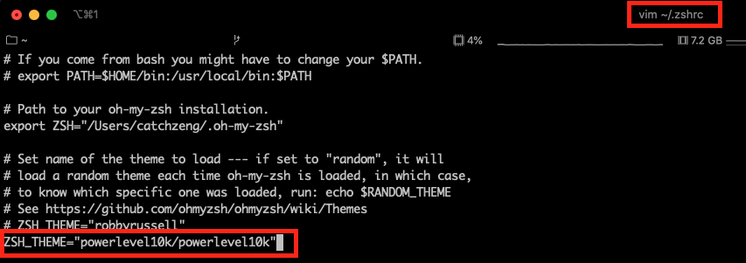 ⌥⌘1
vim ~/.zshrc
~
4%
7.2 GB
# If you come from bash you might have to change your $PATH.
# export PATH=$HOME/bin:/usr/local/bin:$PATH
# Path to your oh-my-zsh installation.
export ZSH="/Users/catchzeng/.oh-my-zsh"
# Set name of the theme to load --- if set to "random", it will
# load a random theme each time oh-my-zsh is loaded, in which case,
# to know which specific one was loaded, run: echo $RANDOM_THEME
# See https://github.com/ohmyzsh/ohmyzsh/wiki/Themes
# ZSH_THEME="robbyrussell"
ZSH_THEME="powerlevel10k/powerlevel10k"